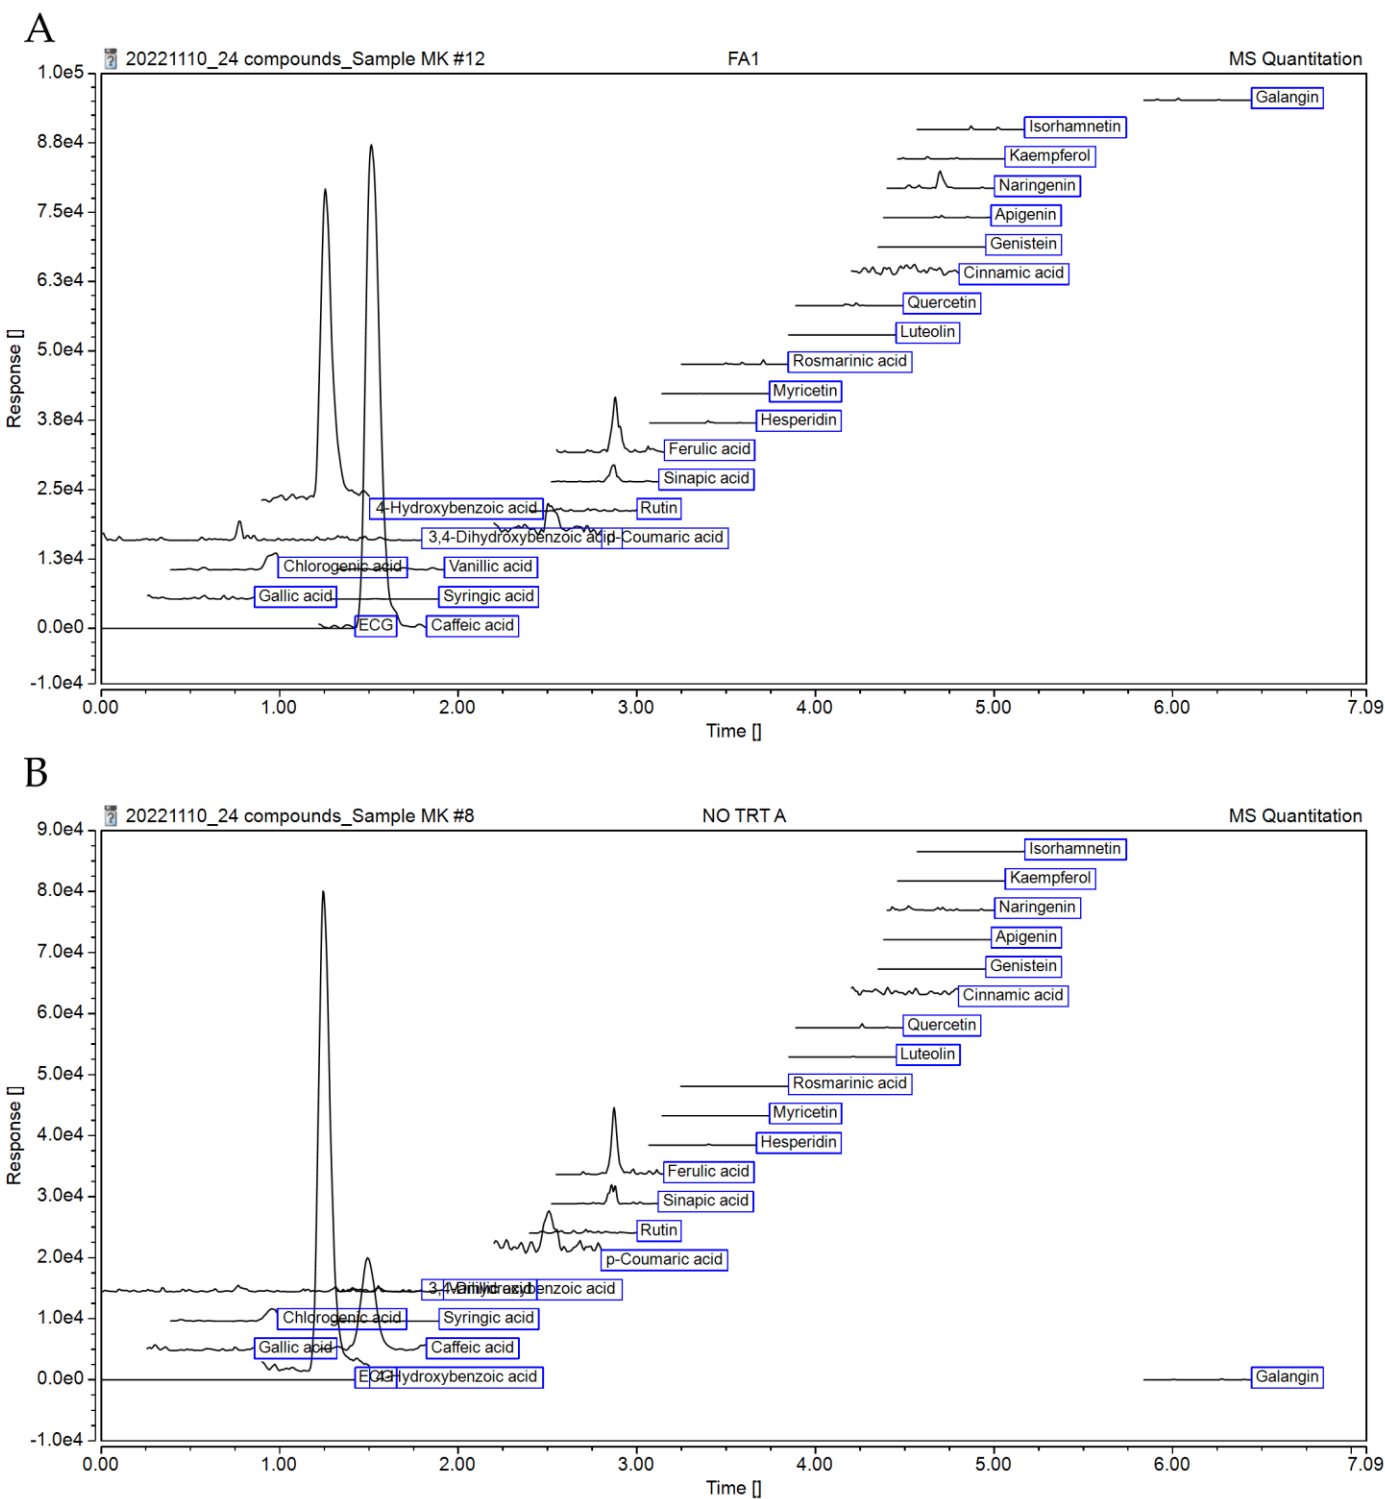 A
20221110_24 compounds_Sample MK #12 FA1 MS Quantitation
1.0e5
Galangin
Isorhamnetin
8.8e4
Kaempferol
Naringenin
7.5e4
Apigenin
Genistein
6.3e4
Cinnamic acid
Quercetin
Luteolin
5.0e4
Rosmarinic acid
Myricetin
3.8e4
Hesperidin
Ferulic acid
Sinapic acid
2.5e4
4-Hydroxybenzoic acid Rutin
3,4-Dihydroxybenzoic acid p-Coumaric acid
1.3e4
Chlorogenic acid Vanillic acid
Gallic acid Syringic acid
0.0e0
ECG Caffeic acid
-1.0e4
Response []
0.00 1.00 2.00 3.00 4.00 5.00 6.00 7.09
Time []
B
20221110_24 compounds_Sample MK #8 NO TRT A MS Quantitation
9.0e4
Isorhamnetin
8.0e4
Kaempferol
Naringenin
7.0e4
Apigenin
Genistein
6.0e4
Cinnamic acid
Quercetin
Luteolin
5.0e4
Rosmarinic acid
Myricetin
4.0e4
Hesperidin
Ferulic acid
3.0e4
Sinapic acid
Rutin
2.0e4
p-Coumaric acid
3,4-Dihydroxybenzoic acid
Vanillic acid
1.0e4
Chlorogenic acid Syringic acid
Gallic acid Caffeic acid
0.0e0
ECG 4-Hydroxybenzoic acid Galangin
-1.0e4
Response []
0.00 1.00 2.00 3.00 4.00 5.00 6.00 7.09
Time []